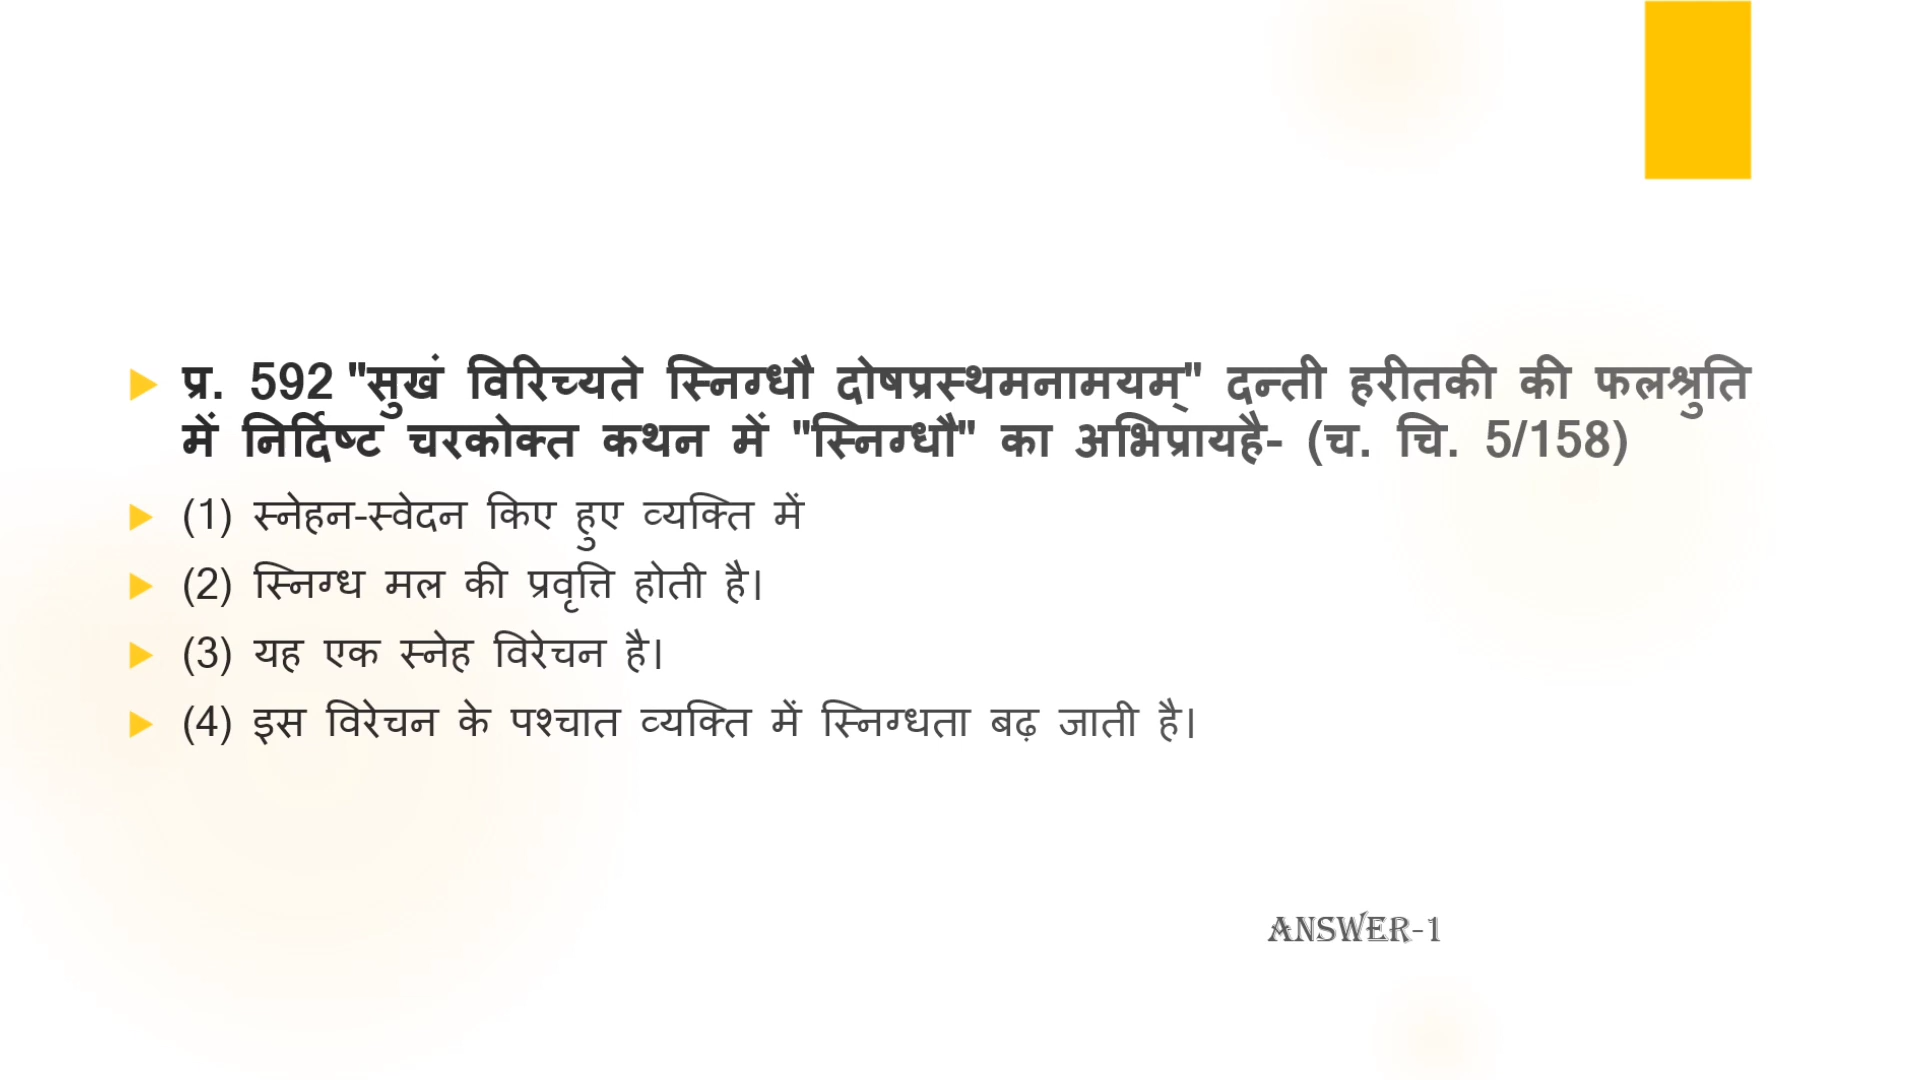 प्र. 592 "सुखं विरिच्यते स्निग्धौ दोषप्रस्थमनामयम्" दन्ती हरीतकी की फलश्रुति
में निर्दिष्ट चरकोक्त कथन में "स्निग्धौ" का अभिप्रायहै- (च. चि. 5/158)
(1) स्नेहन-स्वेदन किए हुए व्यक्ति में
(2) स्निग्ध मल की प्रवृत्ति होती है।
(3) यह एक स्नेह विरेचन है।
(4) इस विरेचन के पश्चात व्यक्ति में स्निग्धता बढ़ जाती है।
ANSWER-1